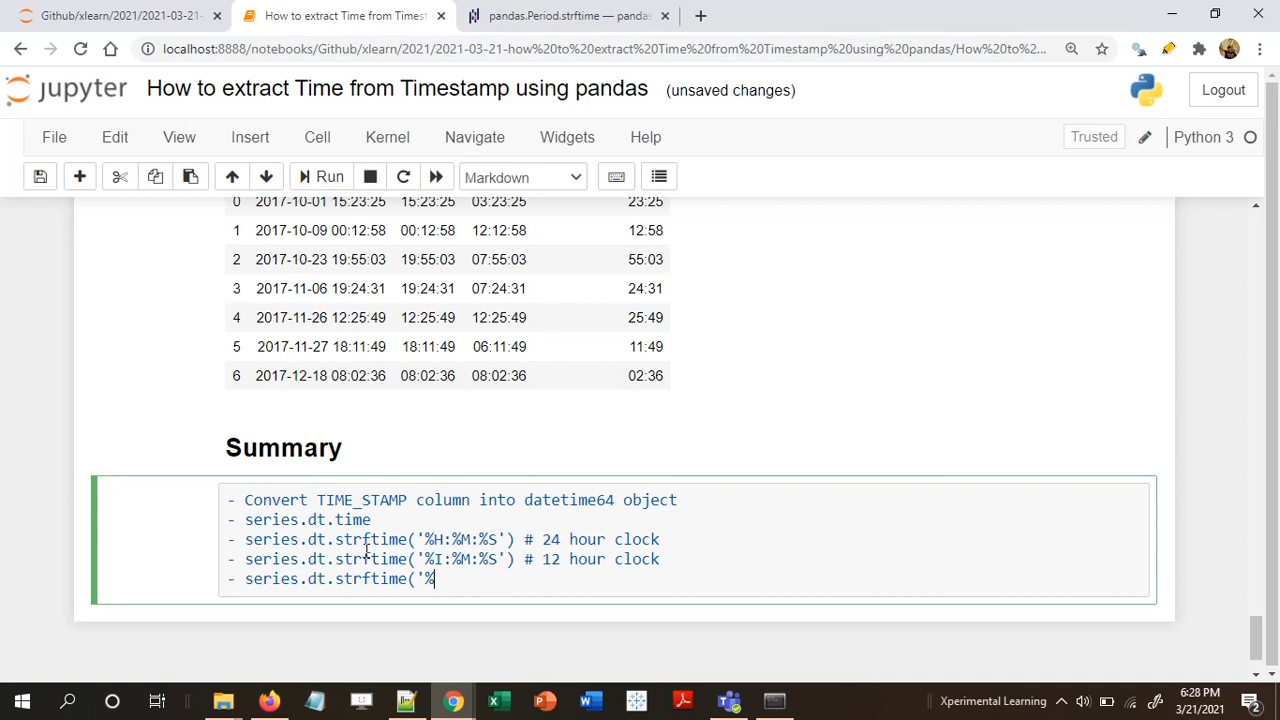 Github/xlearn/2021/2021-03-21-
How to extract Time from Timest
pandas.Period.strftime — pandas
localhost:8888/notebooks/Github/xlearn/2021/2021-03-21-how%20to%20extract%20Time%20from%20Timestamp%20using%20pandas/How%20to%...
jupyter How to extract Time from Timestamp using pandas (unsaved changes) Logout
File Edit View Insert Cell Kernel Navigate Widgets Help Trusted Python 3
Run Markdown
0 2017-10-01 15:23:25 15:23:25 03:23:25 23:25
1 2017-10-09 00:12:58 00:12:58 12:12:58 12:58
2 2017-10-23 19:55:03 19:55:03 07:55:03 55:03
3 2017-11-06 19:24:31 19:24:31 07:24:31 24:31
4 2017-11-26 12:25:49 12:25:49 12:25:49 25:49
5 2017-11-27 18:11:49 18:11:49 06:11:49 11:49
6 2017-12-18 08:02:36 08:02:36 08:02:36 02:36
Summary
- Convert TIME_STAMP column into datetime64 object
- series.dt.time
- series.dt.strftime('%H:%M:%S') # 24 hour clock
- series.dt.strftime('%I:%M:%S') # 12 hour clock
- series.dt.strftime('%
Xperimental Learning
6:28 PM
3/21/2021
2